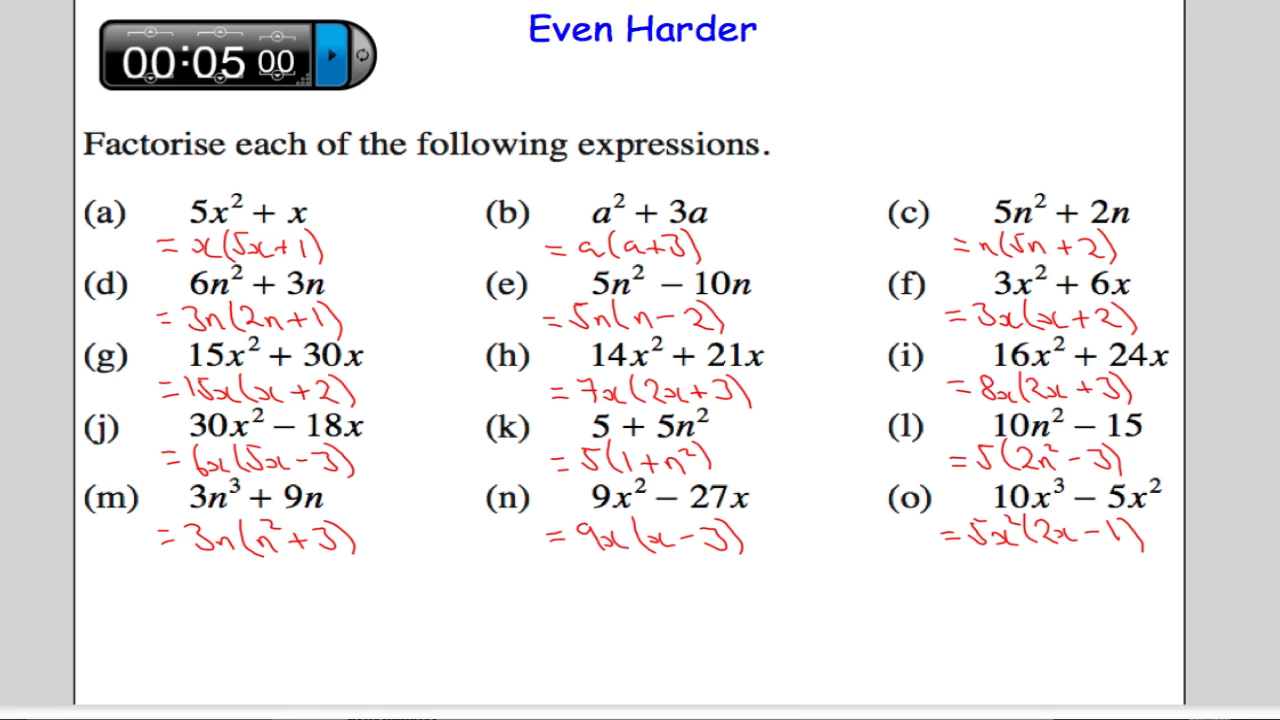 Even Harder
00:05 00
Factorise each of the following expressions.
(a) 5x² + x (b) a² + 3a (c) 5n² + 2n
= x(5x+1) = a(a+3) = n(5n+2)
(d) 6n² + 3n (e) 5n² − 10n (f) 3x² + 6x
= 3n(2n+1) = 5n(n−2) = 3x(x+2)
(g) 15x² + 30x (h) 14x² + 21x (i) 16x² + 24x
= 15x(x+2) = 7x(2x+3) = 8x(2x+3)
(j) 30x² − 18x (k) 5 + 5n² (l) 10n² − 15
= 6x(5x−3) = 5(1+n²) = 5(2n²−3)
(m) 3n³ + 9n (n) 9x² − 27x (o) 10x³ − 5x²
= 3n(n²+3) = 9x(x−3) = 5x²(2x−1)